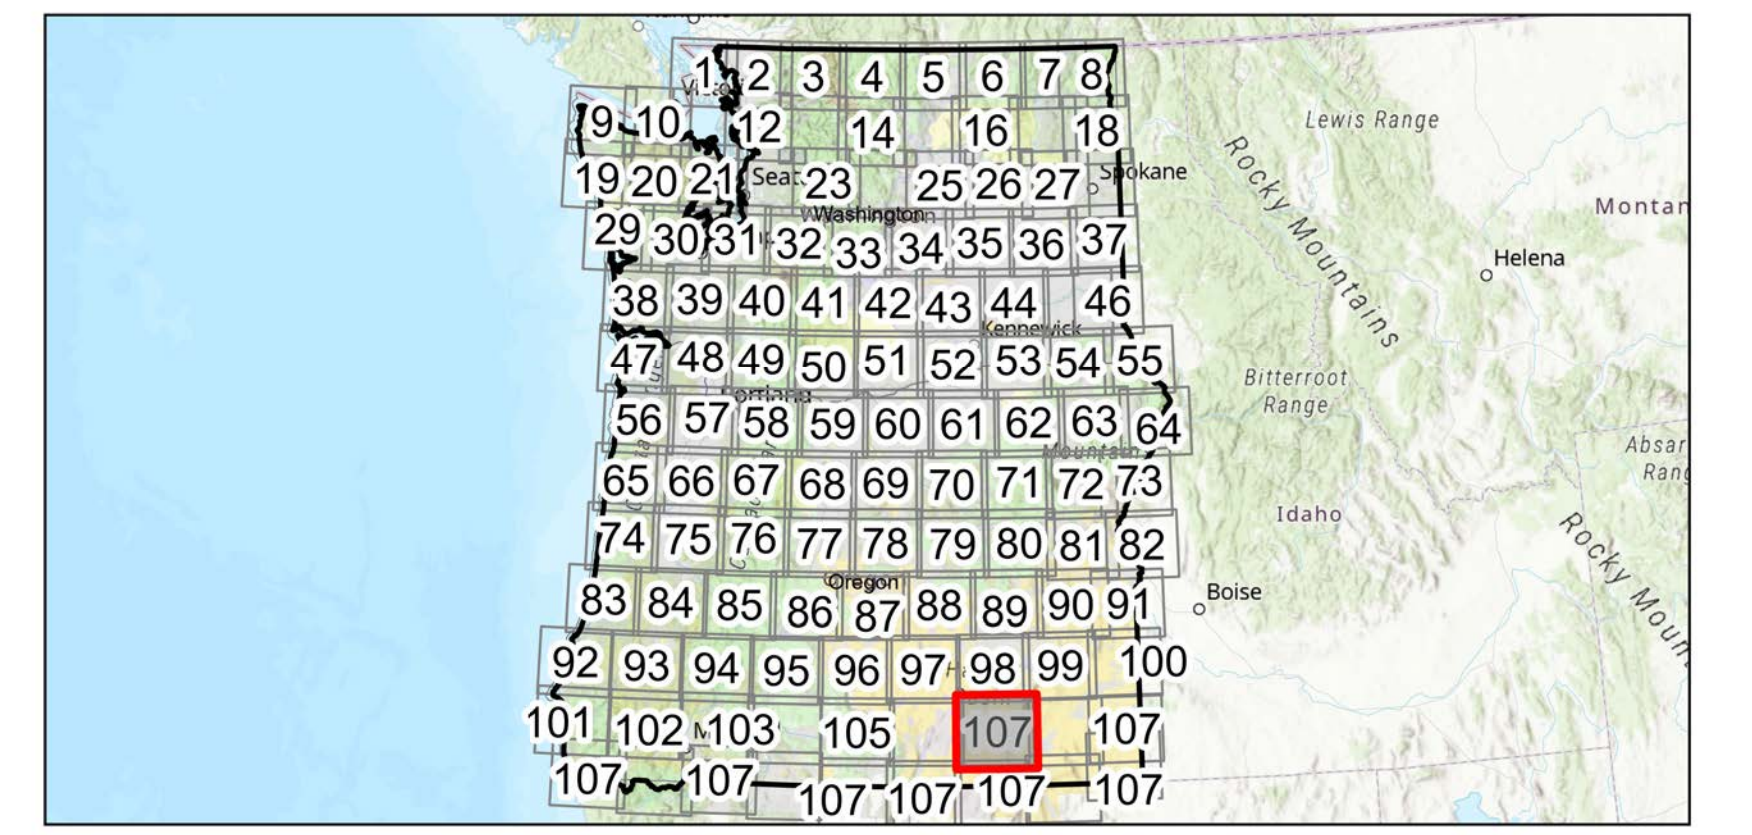 1 2 3 4 5 6 7 8
9 10 12 14 16 18
Lewis Range
19 20 21 Seat 23 25 26 27 Spokane
Rocky Mountains
Montan
Washington
29 30 31 32 33 34 35 36 37
Helena
38 39 40 41 42 43 44 46
Kennewick
47 48 49 50 51 52 53 54 55
Bitterroot
Range
Portland
56 57 58 59 60 61 62 63 64
Mountain
Absar
Rang
65 66 67 68 69 70 71 72 73
Idaho
Rocky Moun
74 75 76 77 78 79 80 81 82
Oregon
Boise
83 84 85 86 87 88 89 90 91
92 93 94 95 96 97 98 99 100
101 102 103 105 107 107
107 107 107 107 107 107